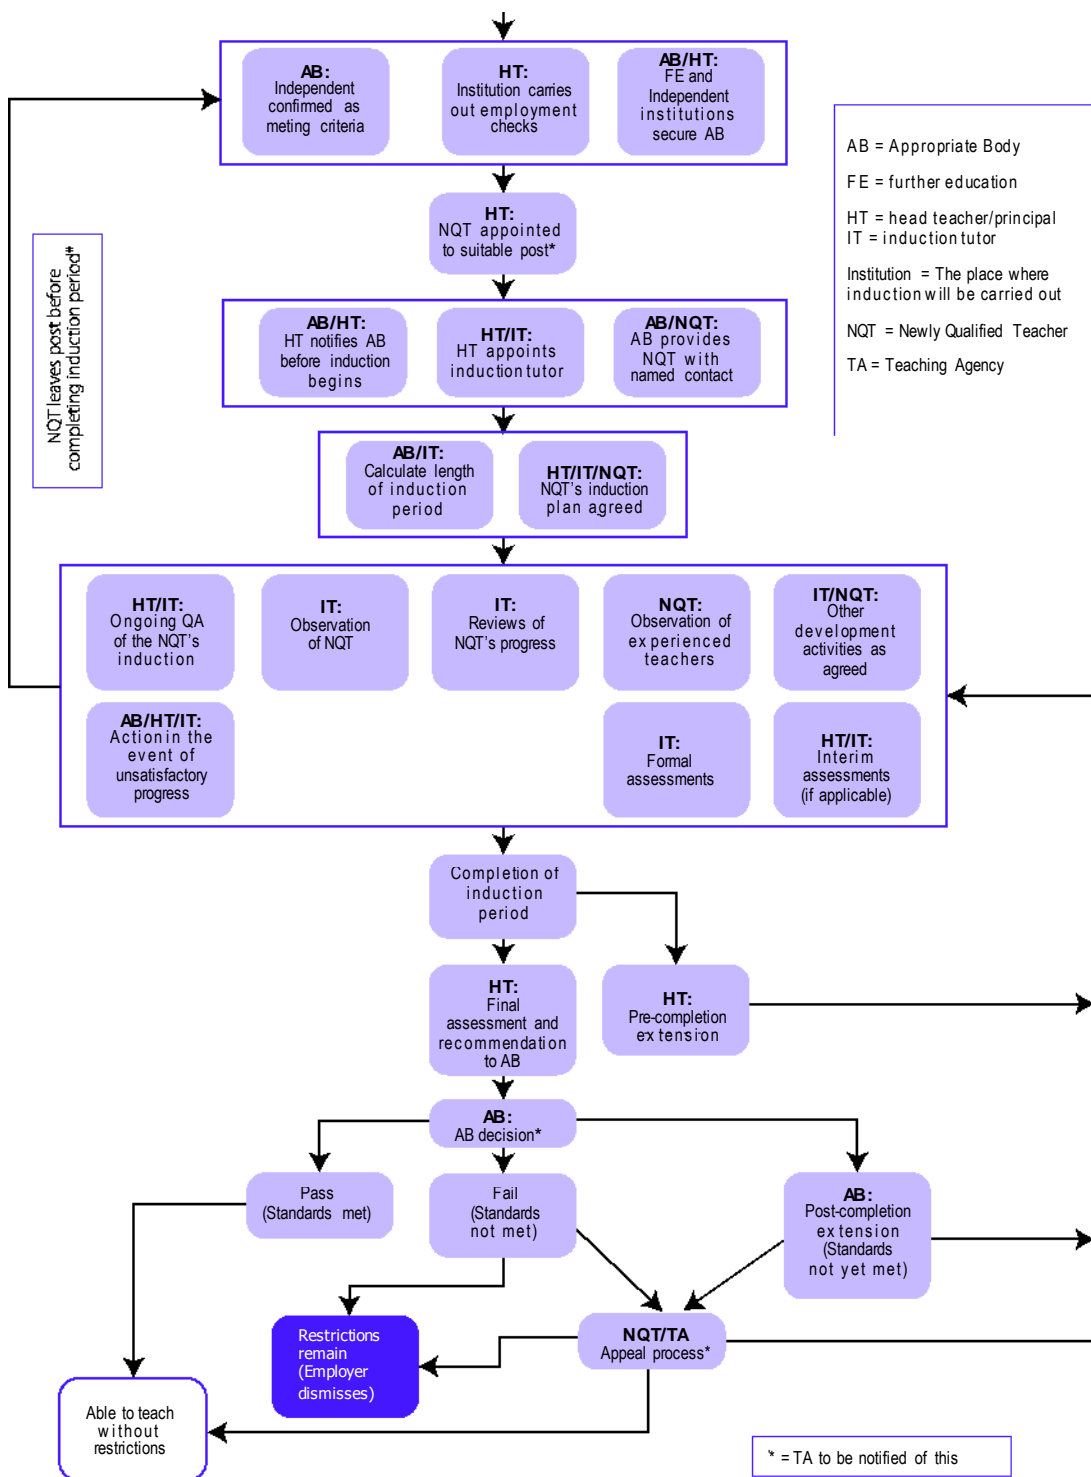 AB:
Independent
confirmed as
meting criteria
HT:
Institution carries
out employment
checks
AB/HT:
FE and
Independent
institutions
secure AB
AB = Appropriate Body
FE = further education
HT = head teacher/principal
IT = induction tutor
Institution = The place where
induction will be carried out
NQT = Newly Qualified Teacher
TA = Teaching Agency
HT:
NQT appointed
to suitable post*
NQT leaves post before
completing induction period*
AB/HT:
HT notifies AB
before induction
begins
HT/IT:
HT appoints
induction tutor
AB/NQT:
AB provides
NQT with
named contact
AB/IT:
Calculate length
of induction
period
HT/IT/NQT:
NQT's induction
plan agreed
HT/IT:
Ongoing QA
of the NQT's
induction
IT:
Observation
of NQT
IT:
Reviews of
NQT's progress
NQT:
Observation of
experienced
teachers
IT/NQT:
Other
development
activities as
agreed
AB/HT/IT:
Action in the
event of
unsatisfactory
progress
IT:
Formal
assessments
HT/IT:
Interim
assessments
(if applicable)
Completion of
induction
period
HT:
Final
assessment and
recommendation
to AB
HT:
Pre-completion
extension
AB:
AB decision*
Pass
(Standards met)
Fail
(Standards
not met)
AB:
Post-completion
extension
(Standards
not yet met)
Restrictions
remain
(Employer
dismisses)
NQT/TA
Appeal process*
Able to teach
without
restrictions
* = TA to be notified of this